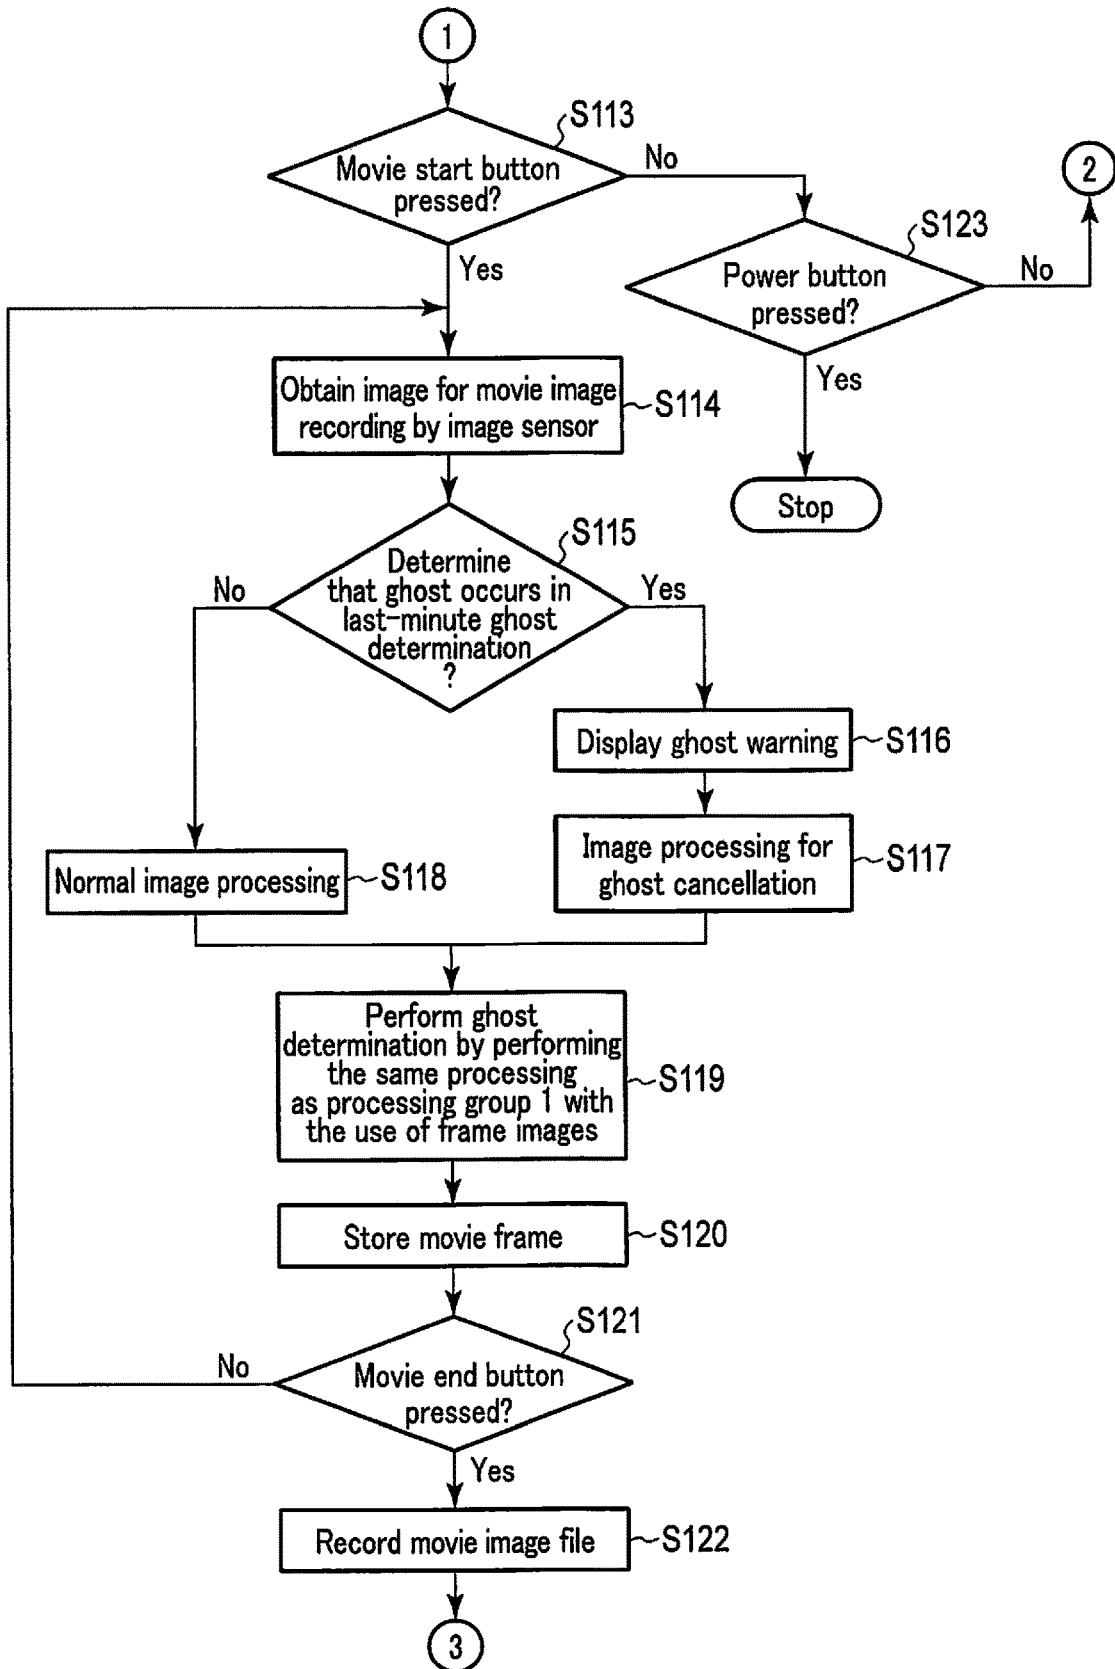 1
S113
Movie start button
pressed?
No
2
S123
Yes
Power button
pressed?
No
Obtain image for movie image
recording by image sensor
S114
Yes
Stop
S115
Determine
that ghost occurs in
last-minute ghost
determination
?
No
Yes
Display ghost warning
S116
Image processing for
ghost cancellation
S117
Normal image processing
S118
Perform ghost
determination by performing
the same processing
as processing group 1 with
the use of frame images
S119
Store movie frame
S120
S121
Movie end button
pressed?
No
Yes
Record movie image file
S122
3